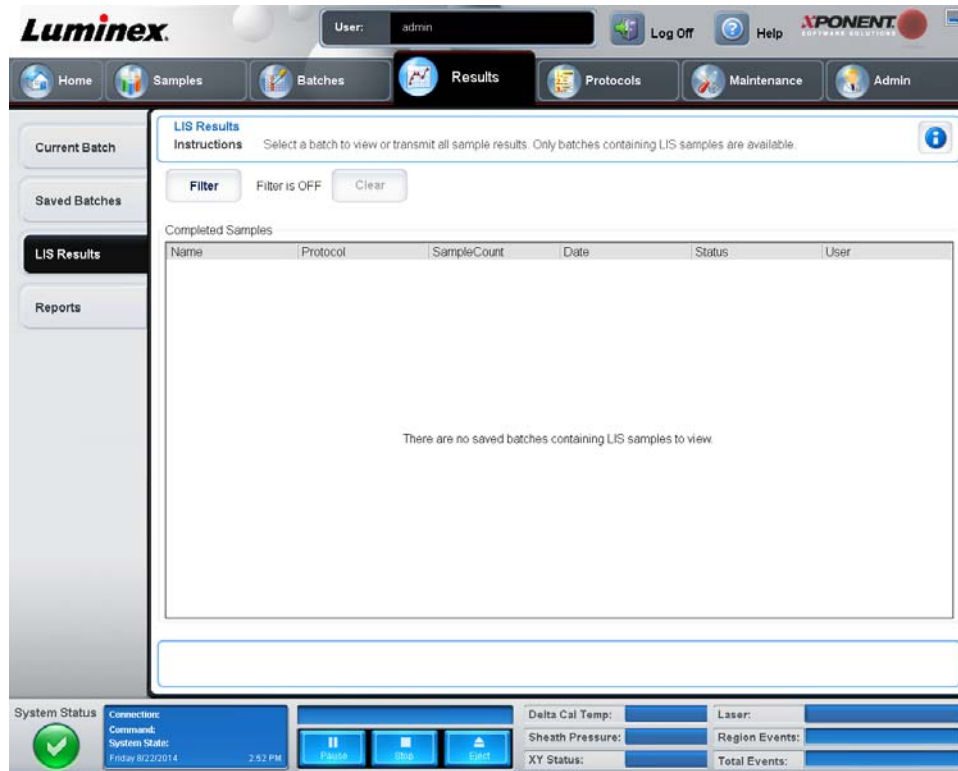 Luminex.
User: admin
Log Off
Help
XPONENT.
SOFTWARE SOLUTIONS
Home
Samples
Batches
Results
Protocols
Maintenance
Admin
Current Batch
Saved Batches
LIS Results
Reports
LIS Results
Instructions Select a batch to view or transmit all sample results. Only batches containing LIS samples are available.
Filter
Filter is OFF
Clear
Completed Samples
Name Protocol SampleCount Date Status User
There are no saved batches containing LIS samples to view.
System Status
Connection:
Command:
System State:
Friday 8/22/2014 2:52 PM
Pause
Stop
Eject
Delta Cal Temp:
Sheath Pressure:
XY Status:
Laser:
Region Events:
Total Events: